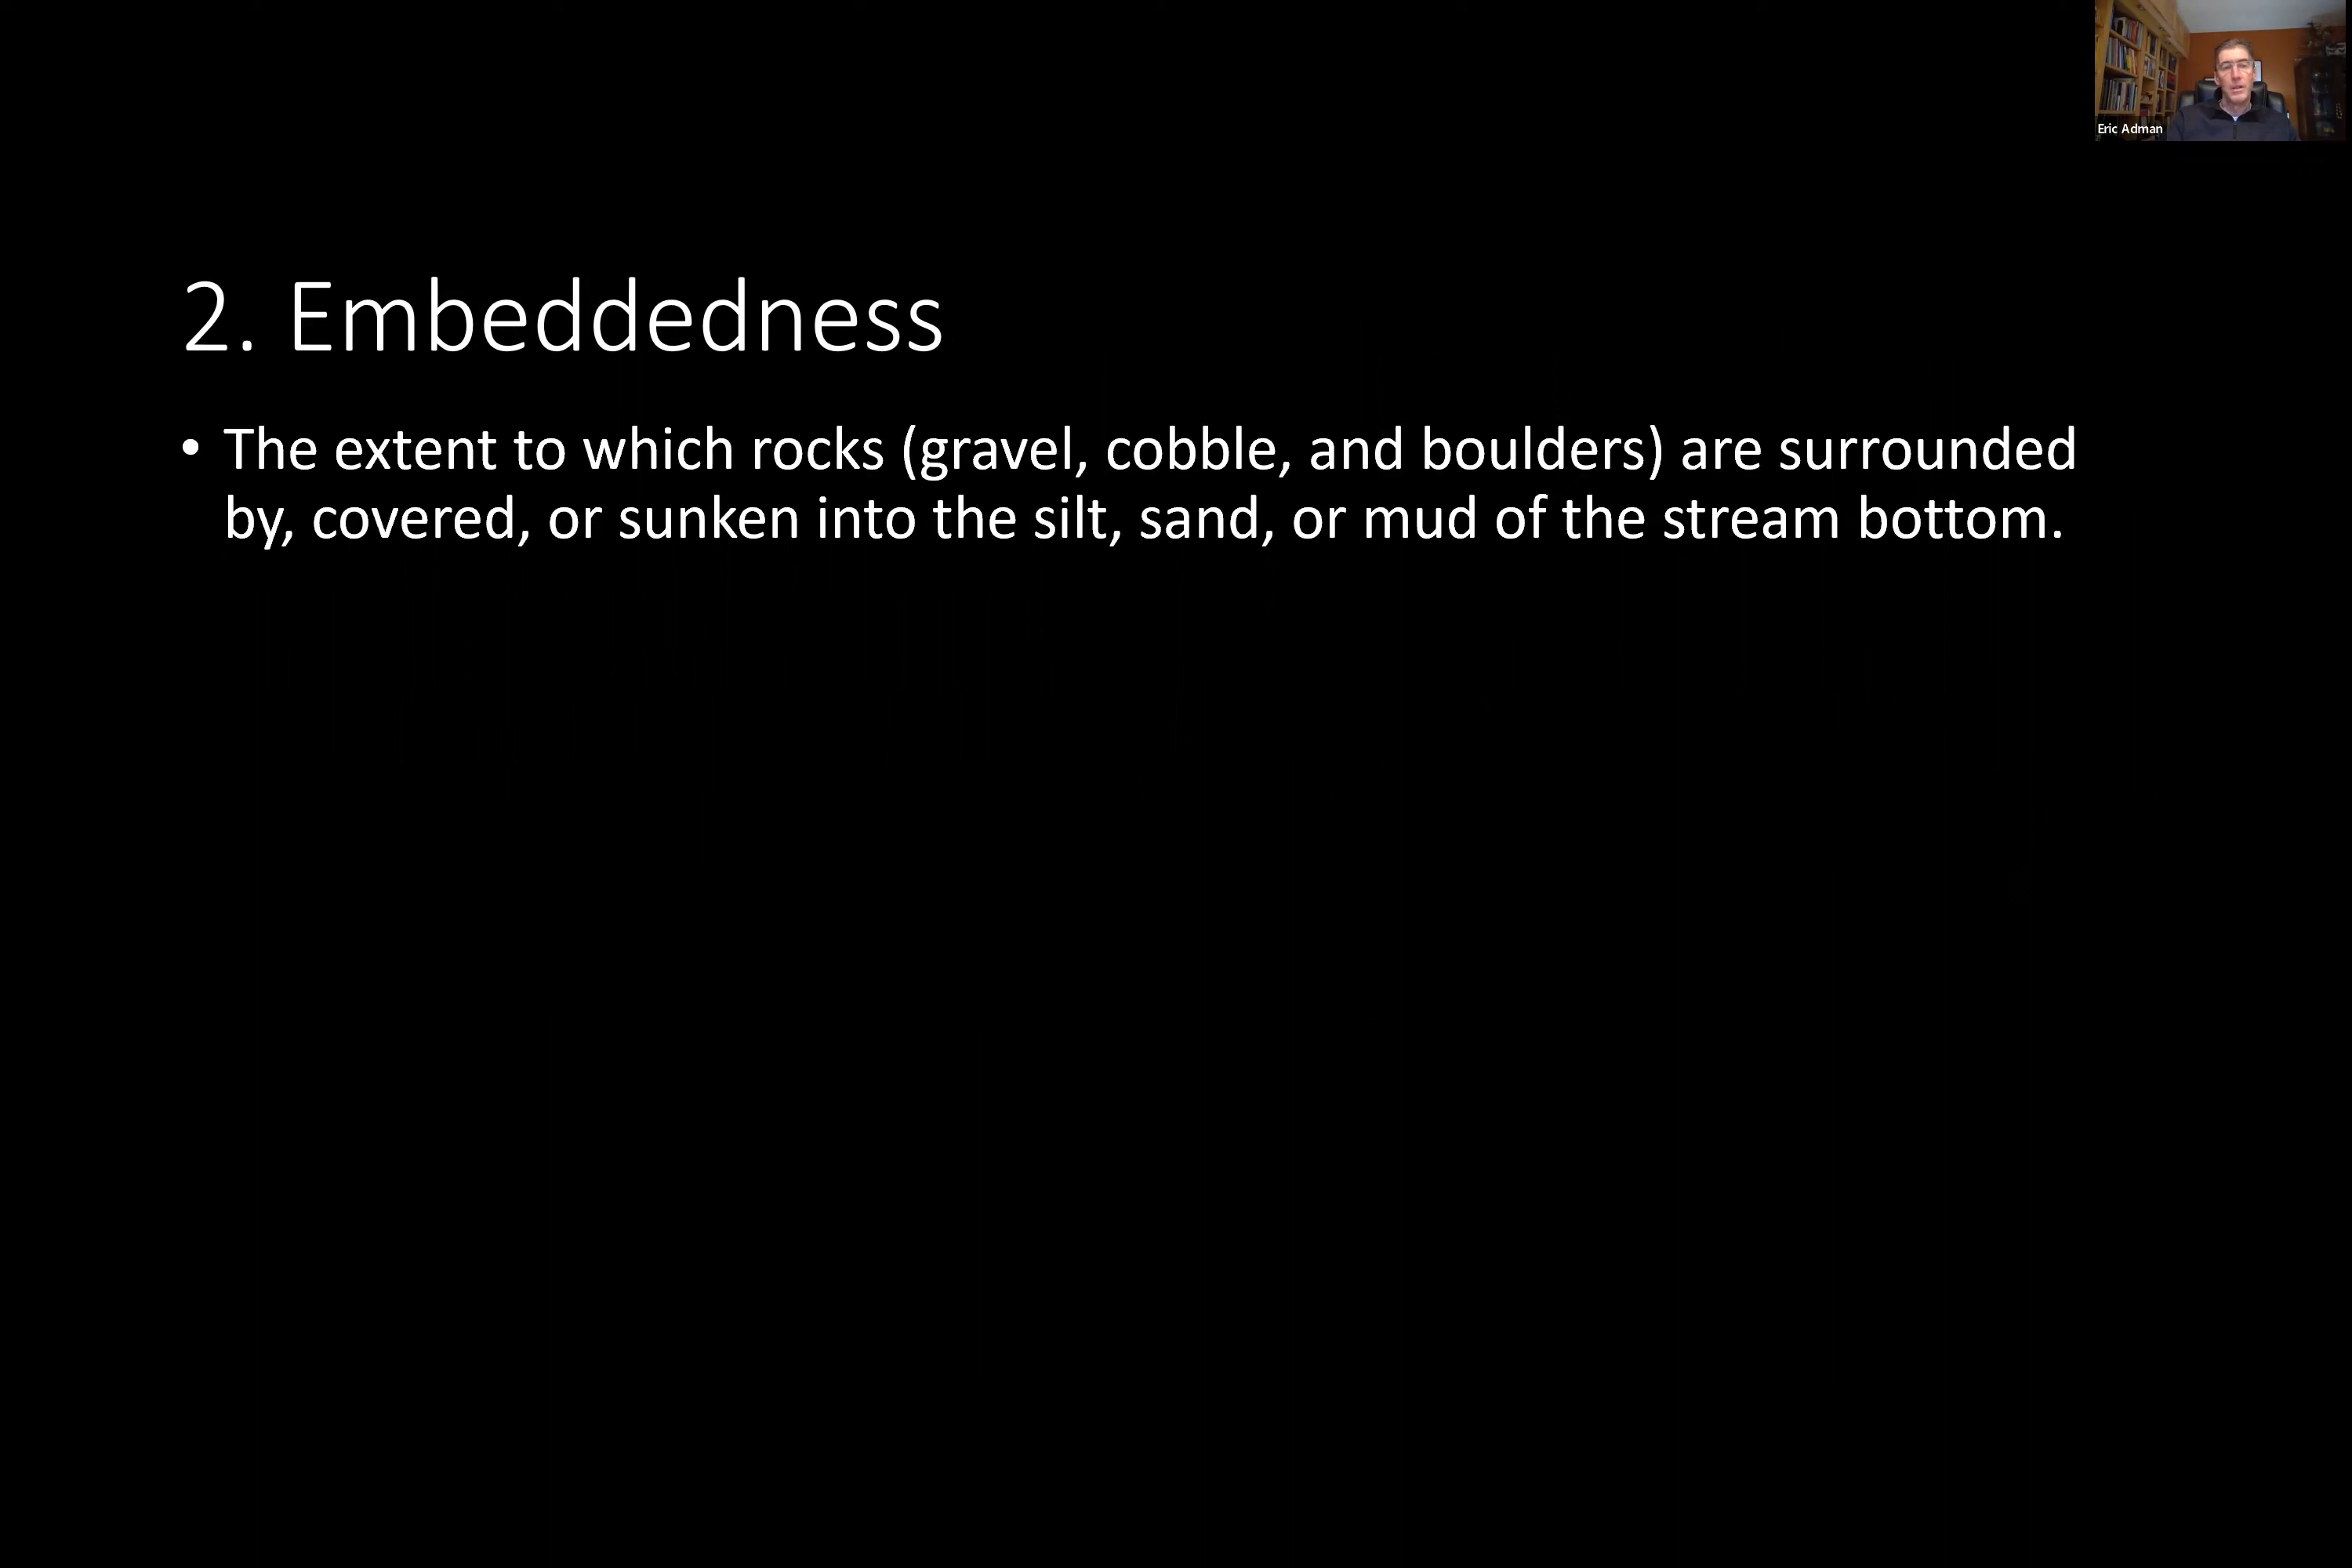 Eric Adman
2. Embeddedness
• The extent to which rocks (gravel, cobble, and boulders) are surrounded
by, covered, or sunken into the silt, sand, or mud of the stream bottom.